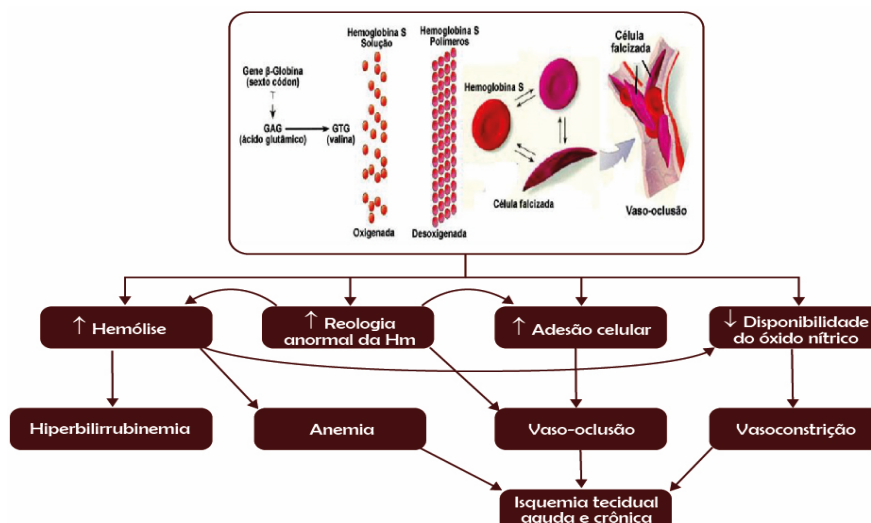 Hemoglobina S
Solução
Hemoglobina S
Polímeros
Célula
falcizada
Gene β-Globina
(sexto códon)
Hemoglobina S
GAG
GTG
(ácido glutâmico)
(valina)
Célula falcizada
Vaso-oclusão
Oxigenada
Desoxigenada
↑ Hemólise
↑ Reologia
anormal da Hm
↑ Adesão celular
↓ Disponibilidade
do óxido nítrico
Hiperbilirrubinemia
Anemia
Vaso-oclusão
Vasoconstrição
Isquemia tecidual
aguda e crônica